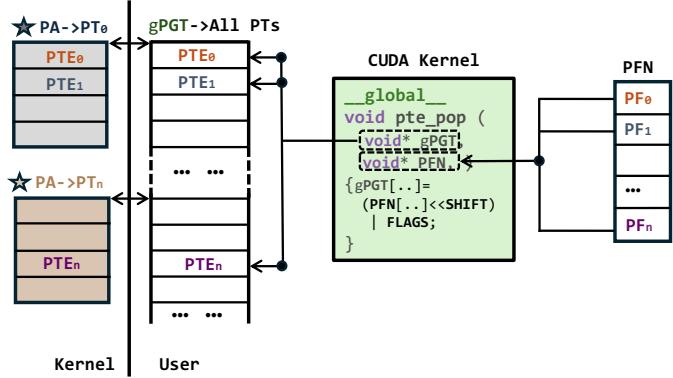 PA->PT0
PTE0
PTE1
PA->PTn
PTEn
Kernel
gPGT->All PTs
PTE0
PTE1
... ...
PTEn
... ...
User
CUDA Kernel
__global__
void pte_pop (
void* gPGT,
void* PFN, )
{gPGT[..]=
(PFN[..]<<SHIFT)
| FLAGS;
}
PFN
PF0
PF1
...
PFn